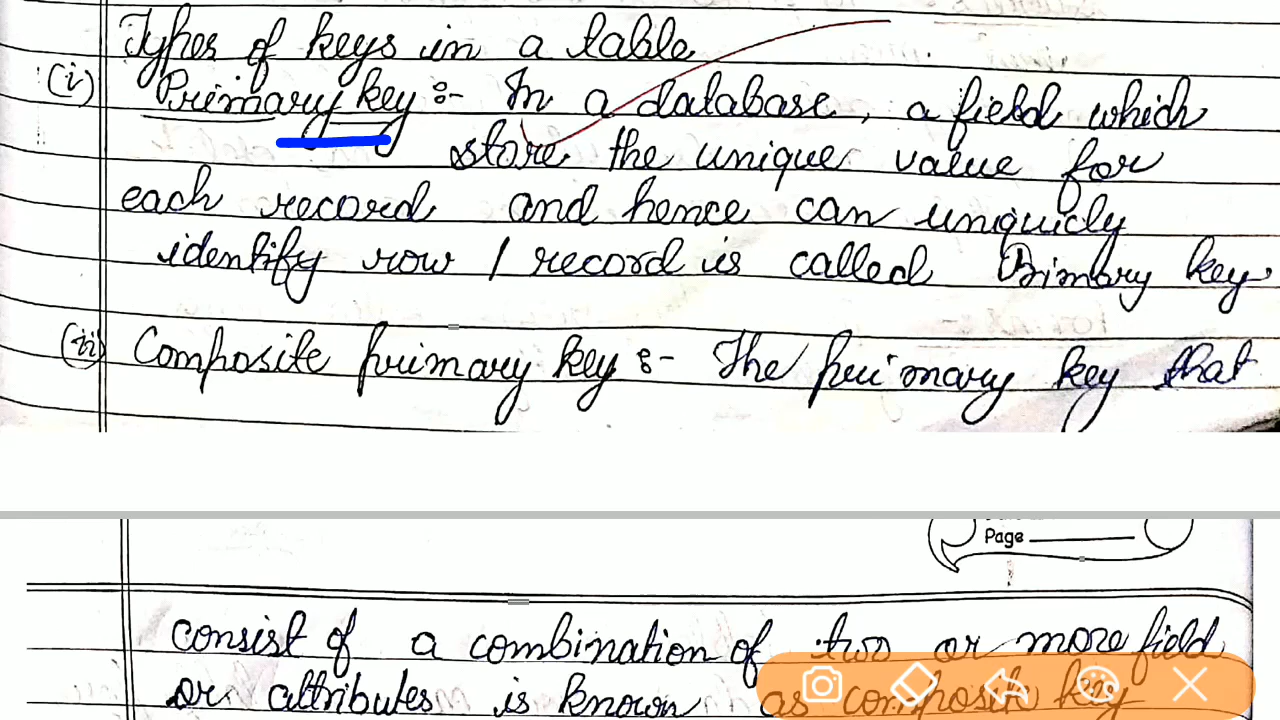 Types of keys in a table
(i) Primary key :- In a database, a field which
store the unique value for
each record and hence can uniquely
identify row / record is called Primary key
(ii) Composite primary key :- The primary key that
Page
consist of a combination of two or more field
or attributes is known as composite key